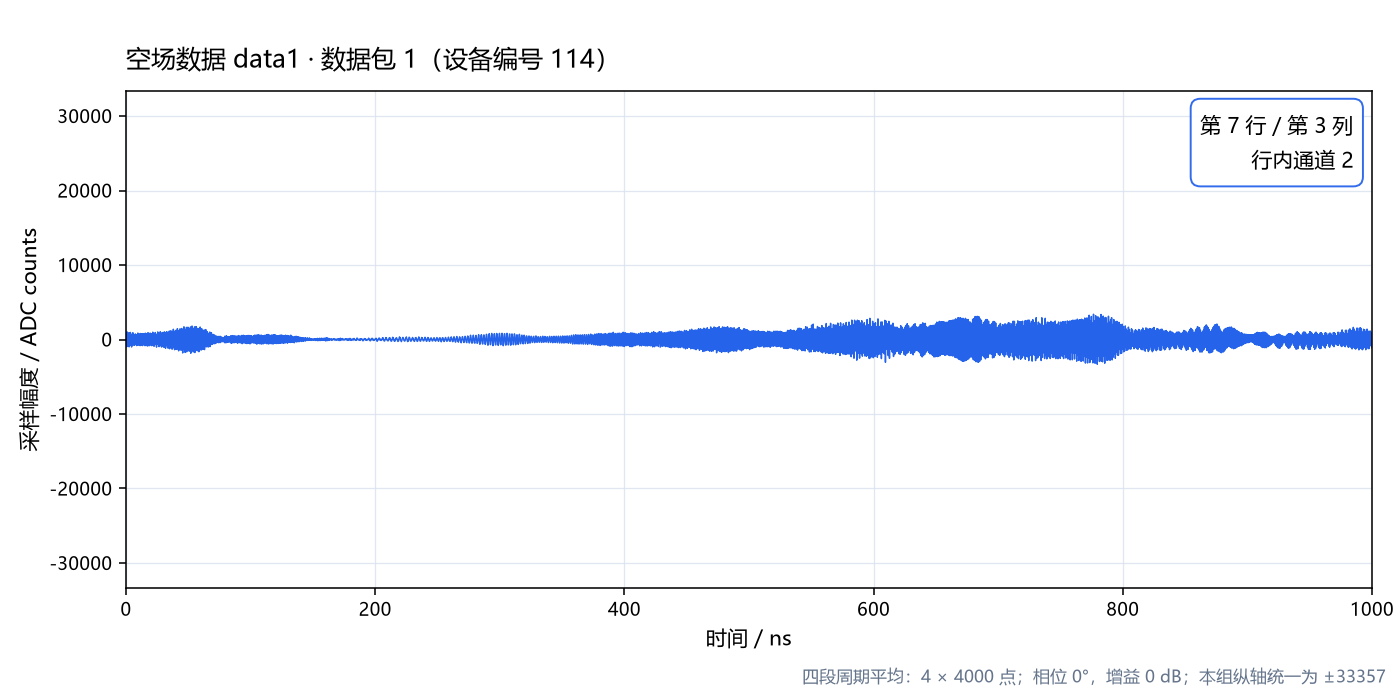 空场数据 data1 · 数据包 1（设备编号 114）
第 7 行 / 第 3 列
行内通道 2
30000
20000
10000
0
-10000
-20000
-30000
采样幅度 / ADC counts
0
200
400
600
800
1000
时间 / ns
四段周期平均：4 × 4000 点；相位 0°，增益 0 dB；本组纵轴统一为 ±33357